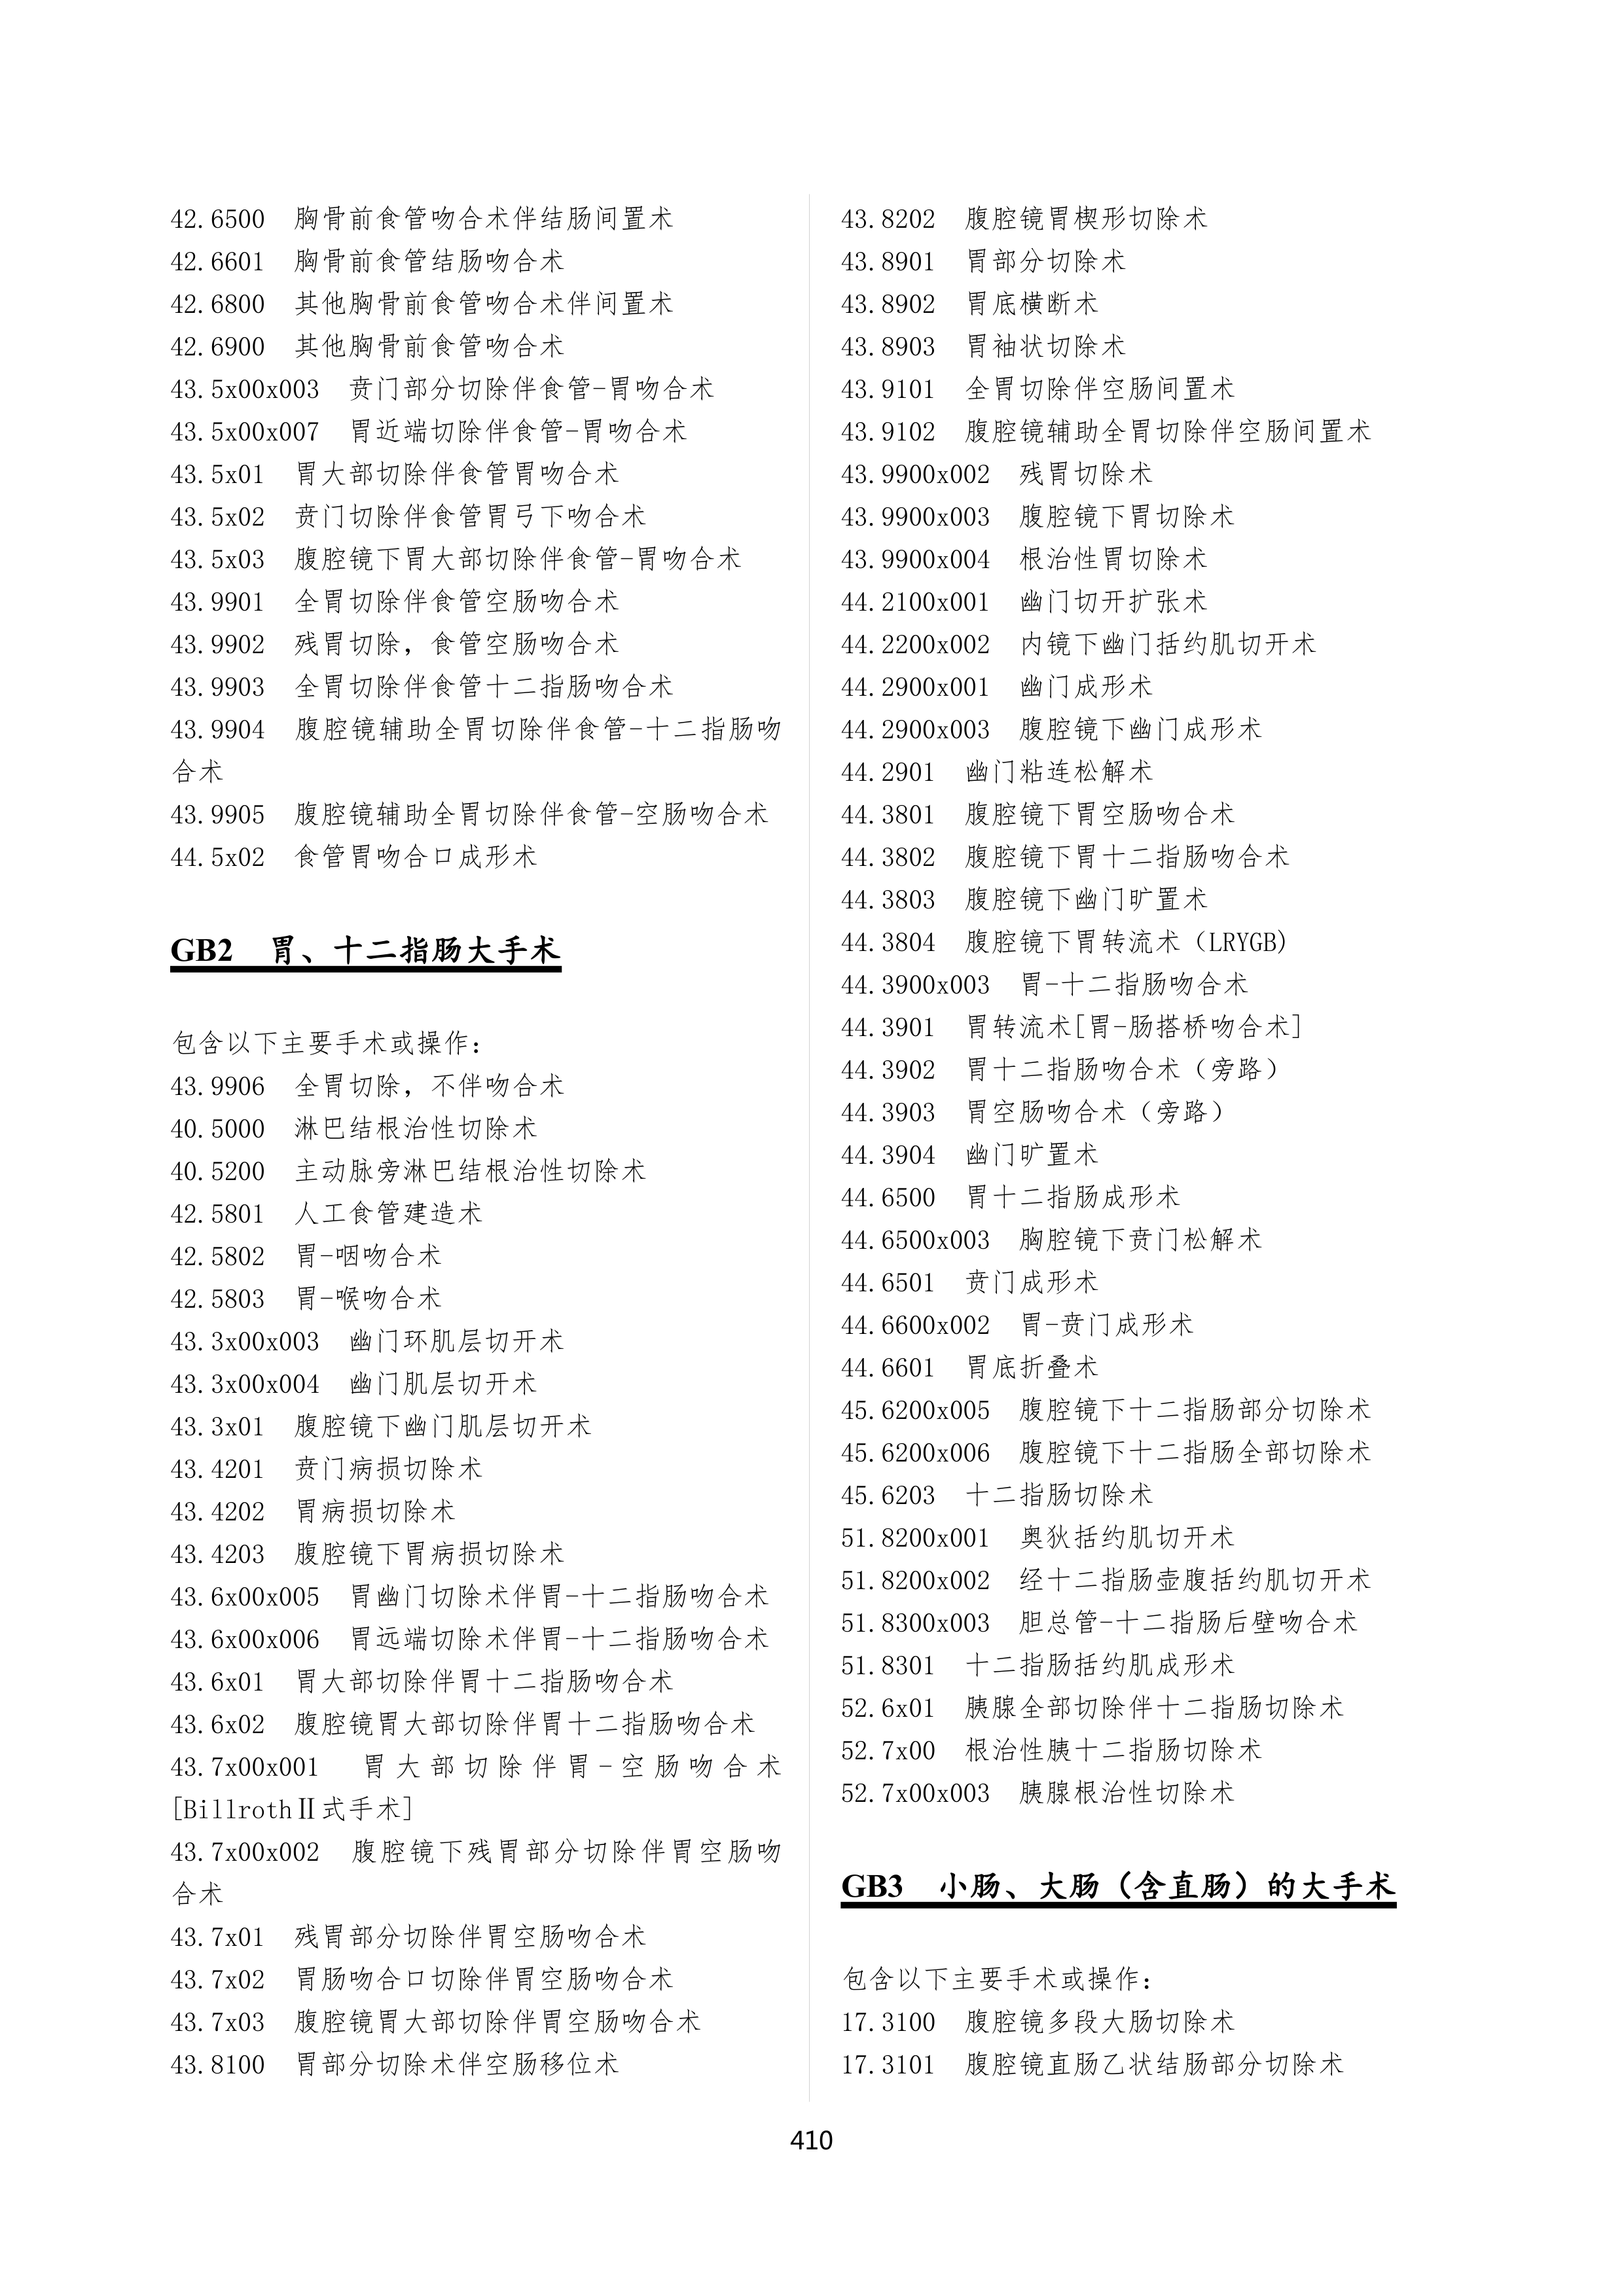 42.6500 胸骨前食管吻合术伴结肠间置术
42.6601 胸骨前食管结肠吻合术
42.6800 其他胸骨前食管吻合术伴间置术
42.6900 其他胸骨前食管吻合术
43.5x00x003 贲门部分切除伴食管-胃吻合术
43.5x00x007 胃近端切除伴食管-胃吻合术
43.5x01 胃大部切除伴食管胃吻合术
43.5x02 贲门切除伴食管胃弓下吻合术
43.5x03 腹腔镜下胃大部切除伴食管-胃吻合术
43.9901 全胃切除伴食管空肠吻合术
43.9902 残胃切除，食管空肠吻合术
43.9903 全胃切除伴食管十二指肠吻合术
43.9904 腹腔镜辅助全胃切除伴食管-十二指肠吻
合术
43.9905 腹腔镜辅助全胃切除伴食管-空肠吻合术
44.5x02 食管胃吻合口成形术
GB2 胃、十二指肠大手术
包含以下主要手术或操作：
43.9906 全胃切除，不伴吻合术
40.5000 淋巴结根治性切除术
40.5200 主动脉旁淋巴结根治性切除术
42.5801 人工食管建造术
42.5802 胃-咽吻合术
42.5803 胃-喉吻合术
43.3x00x003 幽门环肌层切开术
43.3x00x004 幽门肌层切开术
43.3x01 腹腔镜下幽门肌层切开术
43.4201 贲门病损切除术
43.4202 胃病损切除术
43.4203 腹腔镜下胃病损切除术
43.6x00x005 胃幽门切除术伴胃-十二指肠吻合术
43.6x00x006 胃远端切除术伴胃-十二指肠吻合术
43.6x01 胃大部切除伴胃十二指肠吻合术
43.6x02 腹腔镜胃大部切除伴胃十二指肠吻合术
43.7x00x001 胃大部切除伴胃-空肠吻合术
[BillrothⅡ式手术]
43.7x00x002 腹腔镜下残胃部分切除伴胃空肠吻
合术
43.7x01 残胃部分切除伴胃空肠吻合术
43.7x02 胃肠吻合口切除伴胃空肠吻合术
43.7x03 腹腔镜胃大部切除伴胃空肠吻合术
43.8100 胃部分切除术伴空肠移位术
43.8202 腹腔镜胃楔形切除术
43.8901 胃部分切除术
43.8902 胃底横断术
43.8903 胃袖状切除术
43.9101 全胃切除伴空肠间置术
43.9102 腹腔镜辅助全胃切除伴空肠间置术
43.9900x002 残胃切除术
43.9900x003 腹腔镜下胃切除术
43.9900x004 根治性胃切除术
44.2100x001 幽门切开扩张术
44.2200x002 内镜下幽门括约肌切开术
44.2900x001 幽门成形术
44.2900x003 腹腔镜下幽门成形术
44.2901 幽门粘连松解术
44.3801 腹腔镜下胃空肠吻合术
44.3802 腹腔镜下胃十二指肠吻合术
44.3803 腹腔镜下幽门旷置术
44.3804 腹腔镜下胃转流术（LRYGB)
44.3900x003 胃-十二指肠吻合术
44.3901 胃转流术[胃-肠搭桥吻合术]
44.3902 胃十二指肠吻合术（旁路）
44.3903 胃空肠吻合术（旁路）
44.3904 幽门旷置术
44.6500 胃十二指肠成形术
44.6500x003 胸腔镜下贲门松解术
44.6501 贲门成形术
44.6600x002 胃-贲门成形术
44.6601 胃底折叠术
45.6200x005 腹腔镜下十二指肠部分切除术
45.6200x006 腹腔镜下十二指肠全部切除术
45.6203 十二指肠切除术
51.8200x001 奥狄括约肌切开术
51.8200x002 经十二指肠壶腹括约肌切开术
51.8300x003 胆总管-十二指肠后壁吻合术
51.8301 十二指肠括约肌成形术
52.6x01 胰腺全部切除伴十二指肠切除术
52.7x00 根治性胰十二指肠切除术
52.7x00x003 胰腺根治性切除术
GB3 小肠、大肠（含直肠）的大手术
包含以下主要手术或操作：
17.3100 腹腔镜多段大肠切除术
17.3101 腹腔镜直肠乙状结肠部分切除术
410